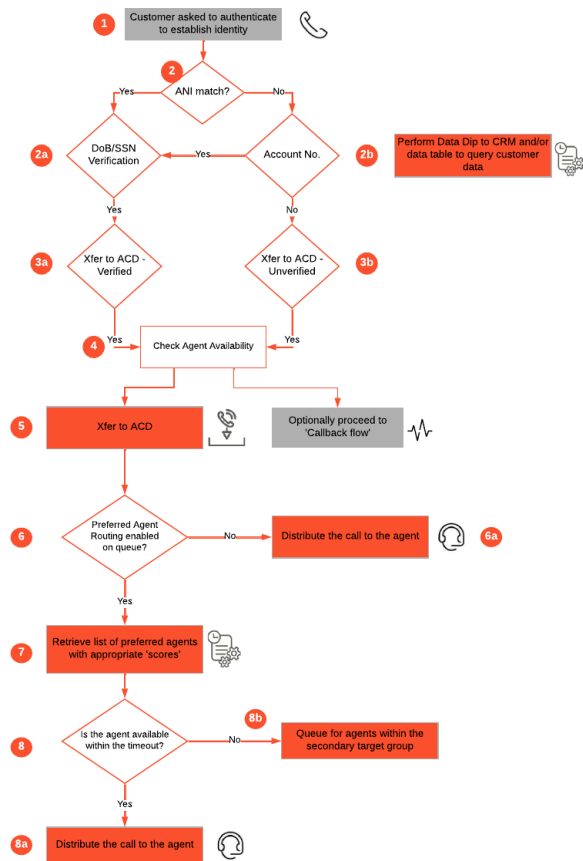 1
Customer asked to authenticate
to establish identity
2
ANI match?
Yes
No
2a
DoB/SSN
Verification
Yes
Account No.
2b
Perform Data Dip to CRM and/or
data table to query customer
data
Yes
No
3a
Xfer to ACD -
Verified
Xfer to ACD -
Unverified
3b
4
Yes
Check Agent Availability
Yes
5
Xfer to ACD
Optionally proceed to
'Callback flow'
6
Preferred Agent
Routing enabled
on queue?
No
Distribute the call to the agent
6a
Yes
7
Retrieve list of preferred agents
with appropriate 'scores'
8
Is the agent available
within the timeout?
No
8b
Queue for agents within the
secondary target group
Yes
8a
Distribute the call to the agent